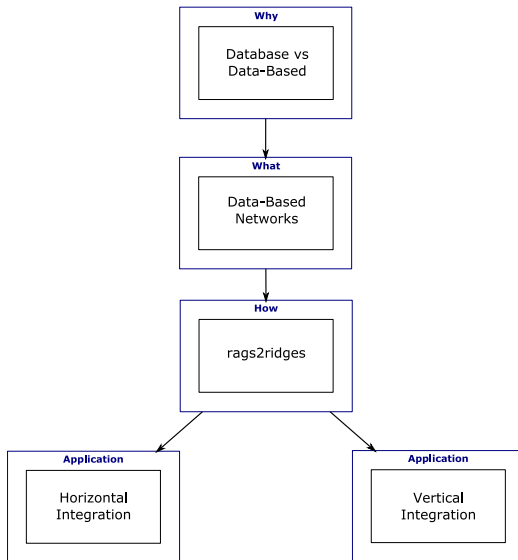 Why
Database vs
Data-Based
What
Data-Based
Networks
How
rags2ridges
Application
Horizontal
Integration
Application
Vertical
Integration